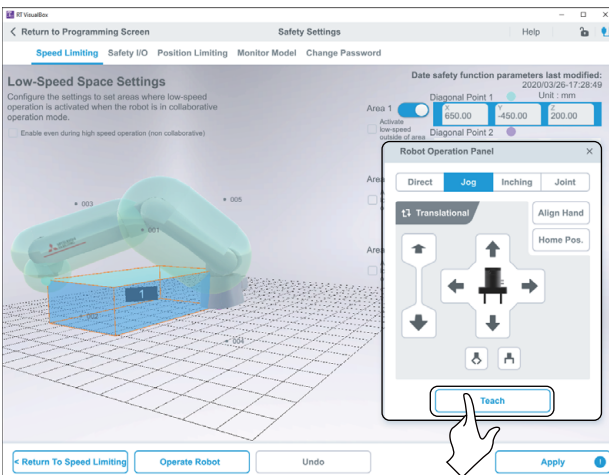 RT VisualBox
Return to Programming Screen
Safety Settings
Help
Speed Limiting
Safety I/O
Position Limiting
Monitor Model
Change Password
Low-Speed Space Settings
Configure the settings to set areas where low-speed
operation is activated when the robot is in collaborative
operation mode.
Enable even during high speed operation (non collaborative)
Date safety function parameters last modified:
2020/03/26-17:28:49
Diagonal Point 1
Unit : mm
Area 1
X
650.00
Y
-450.00
Z
200.00
Activate
low-speed
outside of area
Diagonal Point 2
Area
Area
Robot Operation Panel
Direct
Jog
Inching
Joint
Translational
Align Hand
Home Pos.
Teach
003
005
001
1
002
004
< Return To Speed Limiting
Operate Robot
Undo
Apply